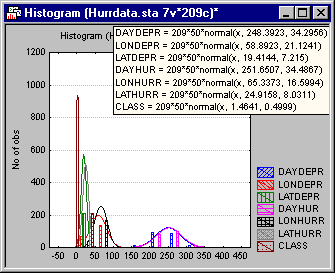 Histogram (Hurrdata.sta 7v*209c)*
Histogram (H
DAYDEPR = 209*50*normal(x, 248.3923, 34.2956)
LONDEPR = 209*50*normal(x, 58.8923, 21.1241)
LATDEPR = 209*50*normal(x, 19.4144, 7.215)
DAYHUR = 209*50*normal(x, 251.6507, 34.4867)
LONHURR = 209*50*normal(x, 65.3373, 16.5994)
LATHURR = 209*50*normal(x, 24.9158, 8.0311)
CLASS = 209*50*normal(x, 1.4641, 0.4999)
No of obs
1200
1000
800
600
400
200
0
-50 0 50 100 150 200 250 300 350 400 450
DAYDEPR
LONDEPR
LATDEPR
DAYHUR
LONHURR
LATHURR
CLASS